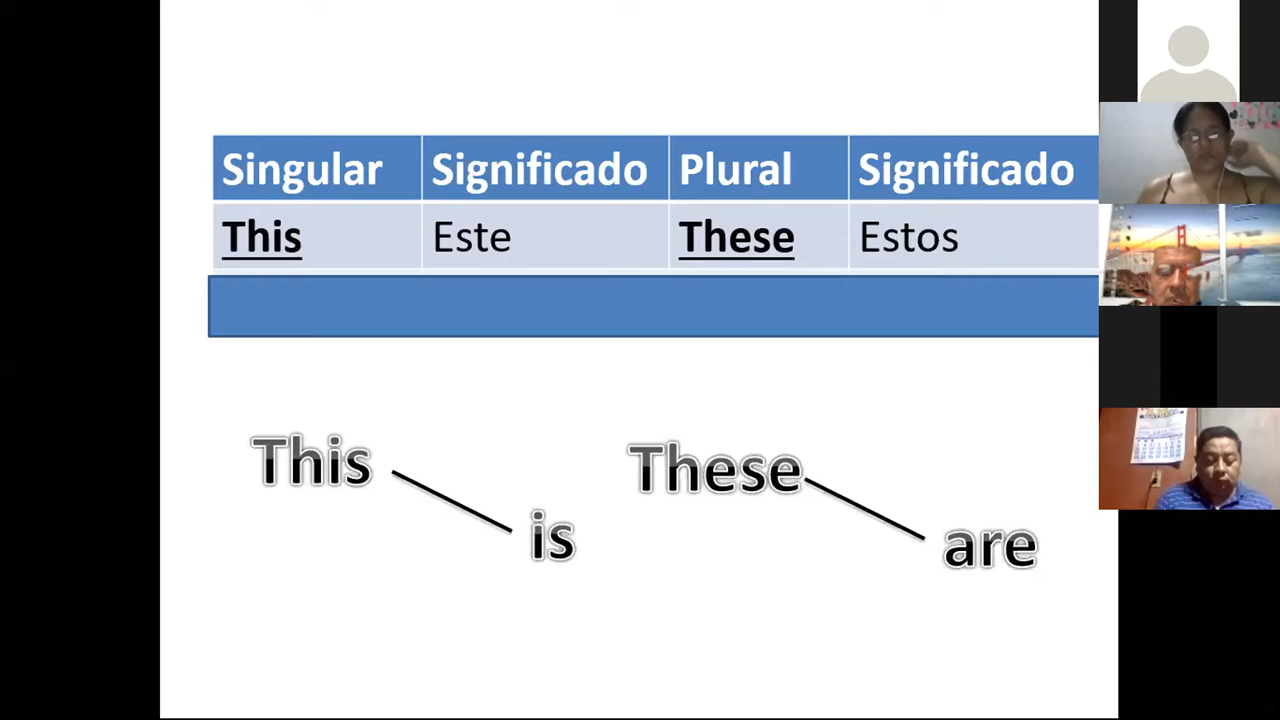 Singular Significado Plural Significado
This Este These Estos
This These
is are